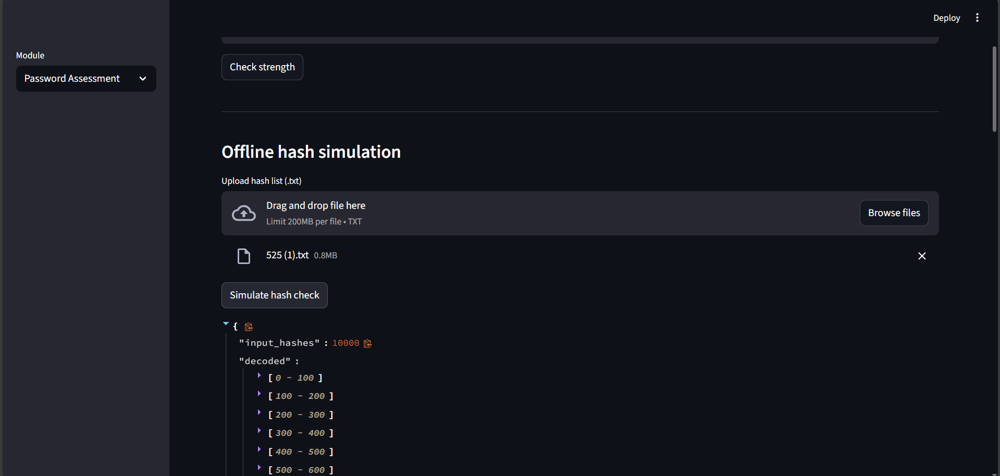 Deploy
Module
Password Assessment
Check strength
Offline hash simulation
Upload hash list (.txt)
Drag and drop file here
Limit 200MB per file • TXT
Browse files
525 (1).txt 0.8MB
Simulate hash check
{
"input_hashes" : 10000
"decoded" :
[ 0 - 100 ]
[ 100 - 200 ]
[ 200 - 300 ]
[ 300 - 400 ]
[ 400 - 500 ]
[ 500 - 600 ]